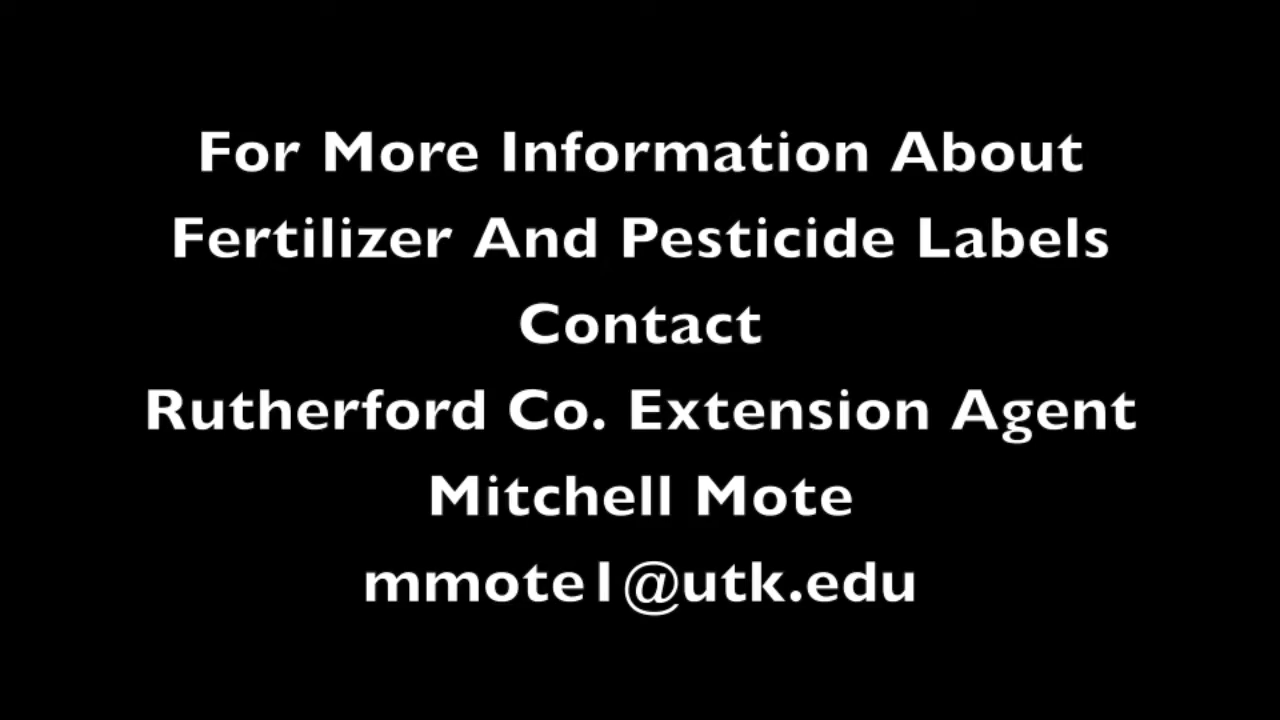 For More Information About
Fertilizer And Pesticide Labels
Contact
Rutherford Co. Extension Agent
Mitchell Mote
mmote1@utk.edu